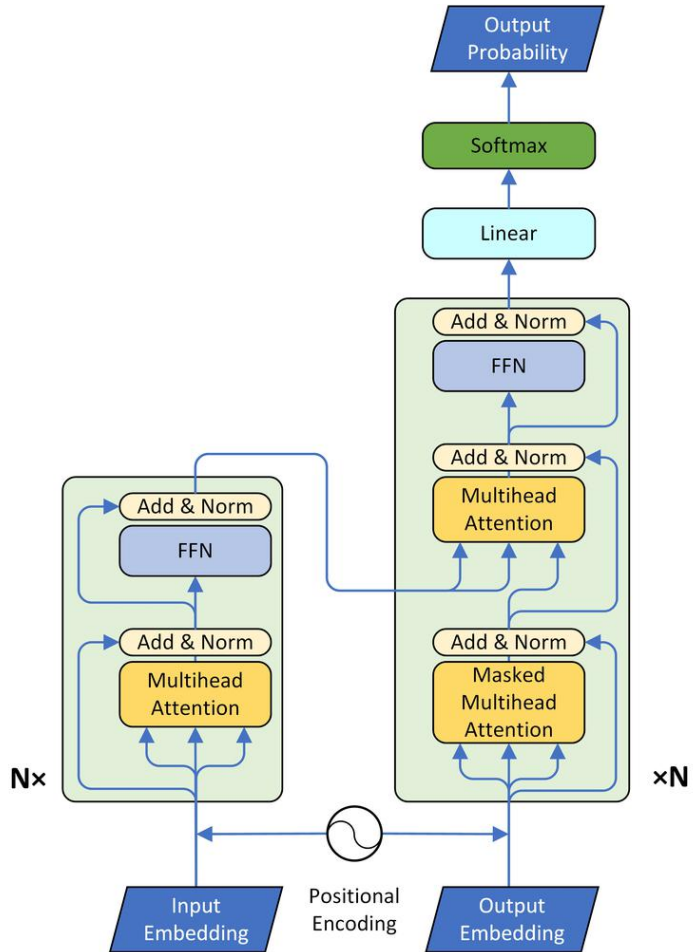 Output
Probability
Softmax
Linear
Add & Norm
FFN
Add & Norm
Multihead
Attention
Add & Norm
Masked
Multihead
Attention
×N
Add & Norm
FFN
Add & Norm
Multihead
Attention
N×
Input
Embedding
Positional
Encoding
Output
Embedding